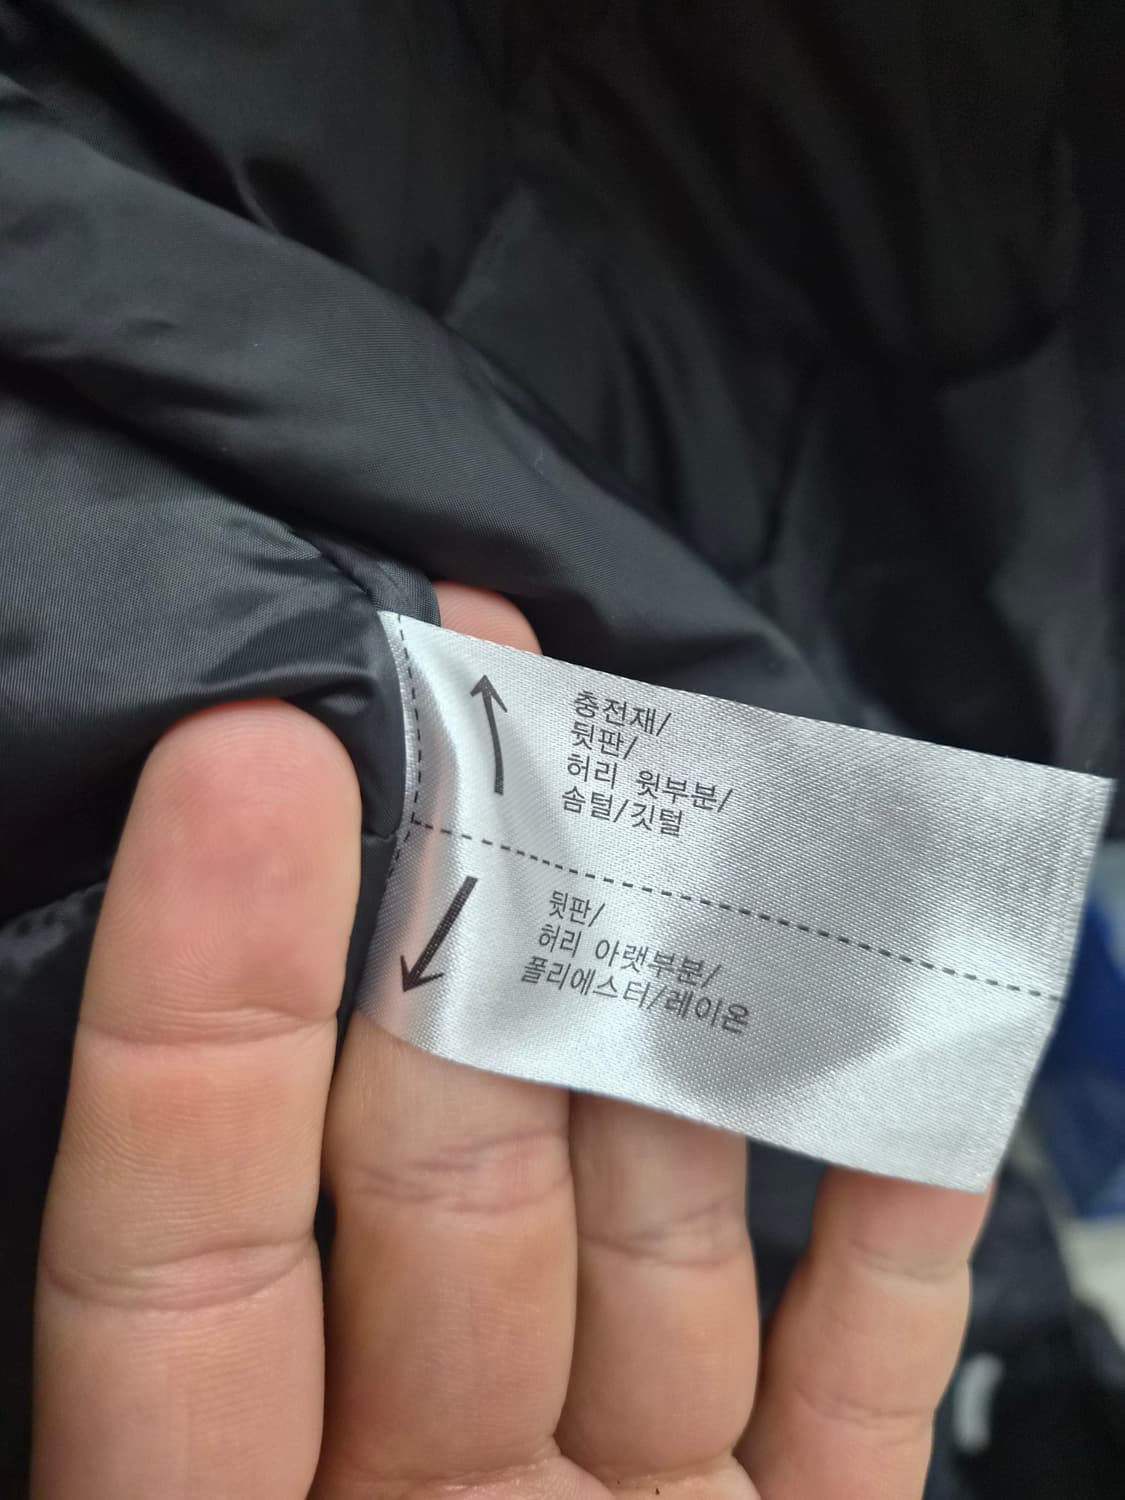 충전재/
뒷판/
허리 윗부분/
솜털/깃털
뒷판/
허리 아랫부분/
폴리에스터/레이온